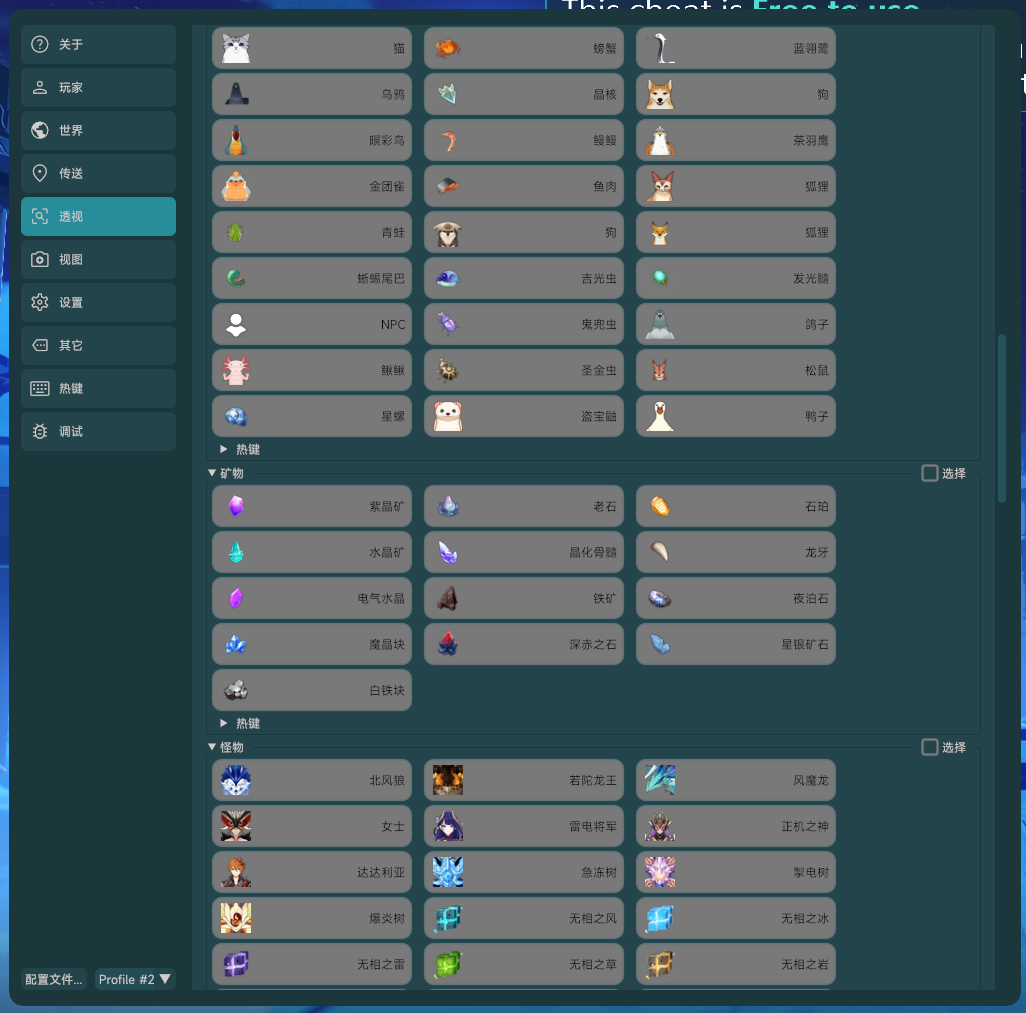 This cheat is Free to use
关于
玩家
世界
传送
透视
视图
设置
其它
热键
调试
配置文件... Profile #2
猫 螃蟹 蓝翎鹭
乌鸦 晶核 狗
暝彩鸟 鳗鳗 茶羽鹰
金团雀 鱼肉 狐狸
青蛙 狗 狐狸
蜥蜴尾巴 吉光虫 发光髓
NPC 鬼兜虫 鸽子
鳅鳅 圣金虫 松鼠
星螺 盗宝鼬 鸭子
热键
矿物 选择
紫晶矿 老石 石珀
水晶矿 晶化骨髓 龙牙
电气水晶 铁矿 夜泊石
魔晶块 深赤之石 星银矿石
白铁块
热键
怪物 选择
北风狼 若陀龙王 风魔龙
女士 雷电将军 正机之神
达达利亚 急冻树 掣电树
爆炎树 无相之风 无相之冰
无相之雷 无相之草 无相之岩